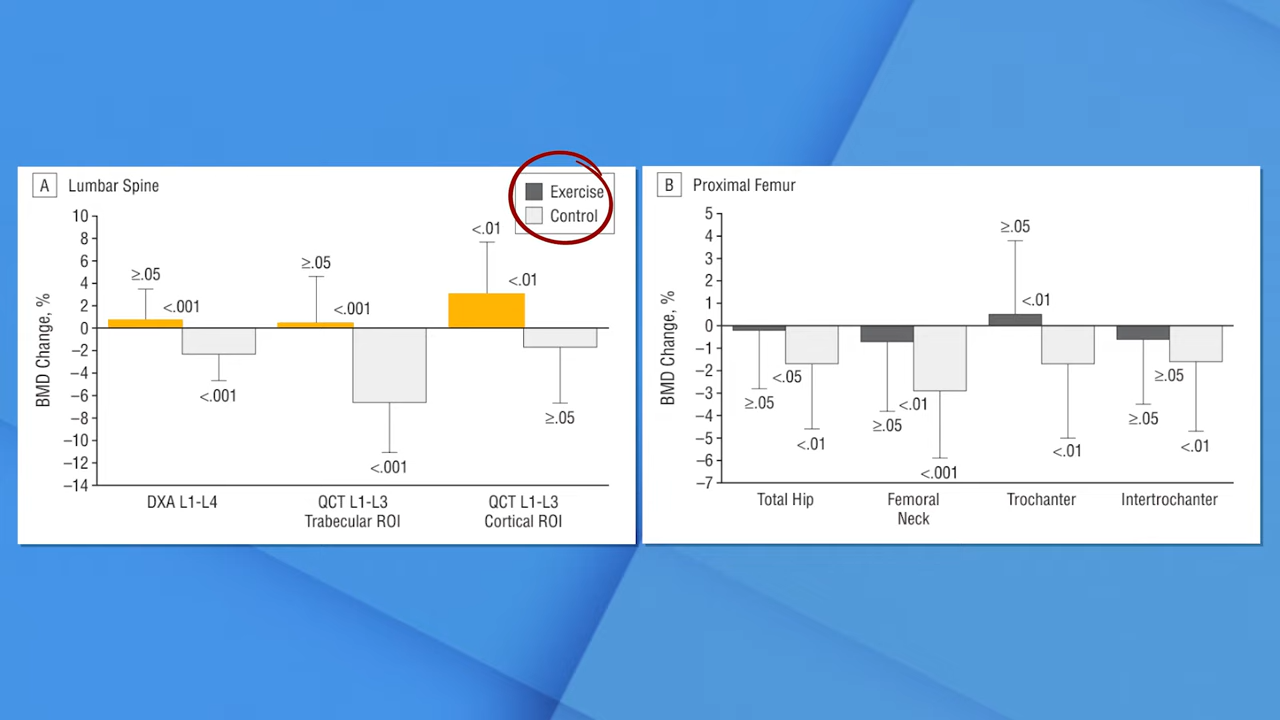 A Lumbar Spine
Exercise
Control
BMD Change, %
10
8
6
4
2
0
−2
−4
−6
−8
−10
−12
−14
≥.05
<.001
<.001
≥.05
<.001
<.001
<.01
<.01
≥.05
DXA L1-L4
QCT L1-L3
Trabecular ROI
QCT L1-L3
Cortical ROI
B Proximal Femur
BMD Change, %
5
4
3
2
1
0
−1
−2
−3
−4
−5
−6
−7
≥.05
<.05
<.01
≥.05
<.01
<.001
≥.05
<.01
<.01
≥.05
≥.05
<.01
Total Hip
Femoral
Neck
Trochanter
Intertrochanter